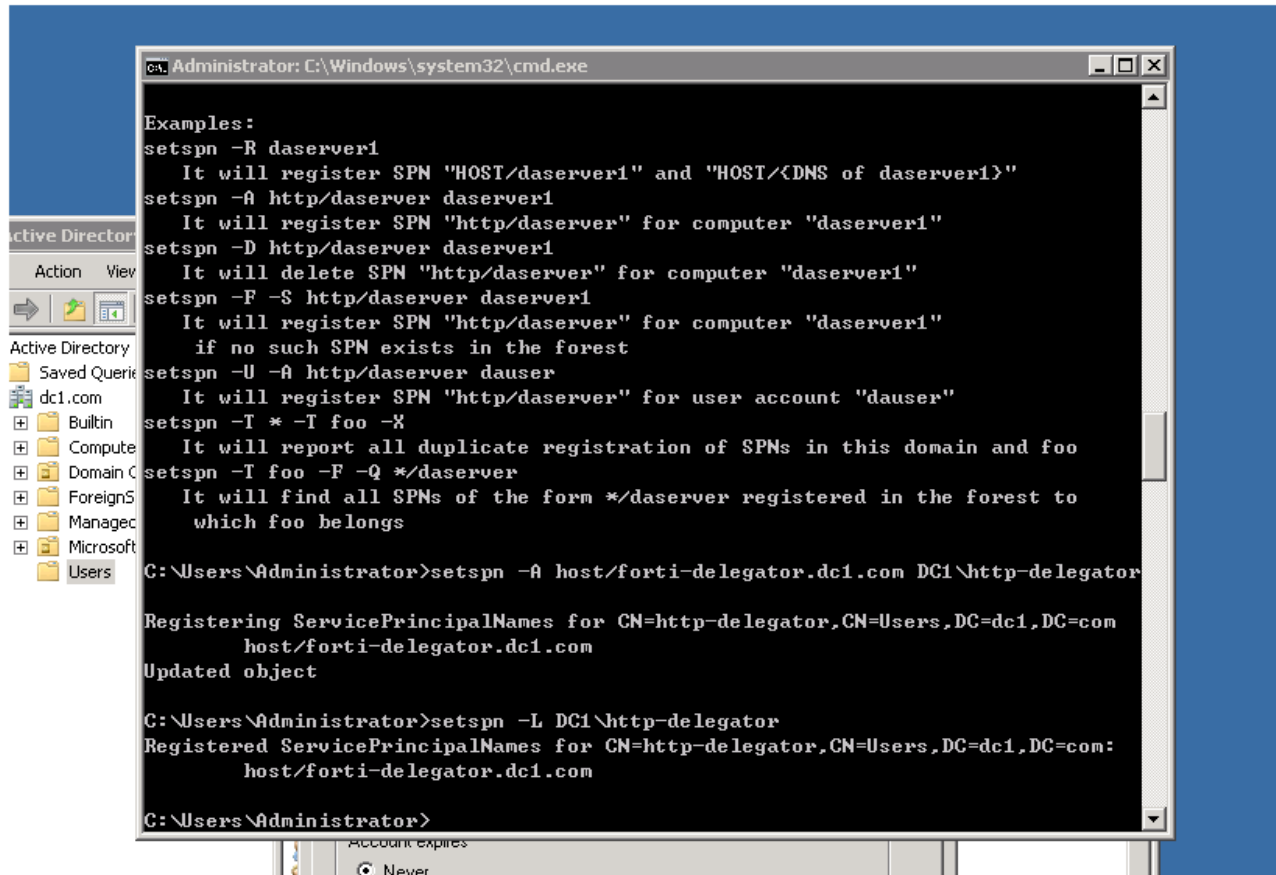 Administrator: C:\Windows\system32\cmd.exe
Examples:
setspn -R daserver1
It will register SPN "HOST/daserver1" and "HOST/{DNS of daserver1}"
setspn -A http/daserver daserver1
It will register SPN "http/daserver" for computer "daserver1"
setspn -D http/daserver daserver1
It will delete SPN "http/daserver" for computer "daserver1"
setspn -F -S http/daserver daserver1
It will register SPN "http/daserver" for computer "daserver1"
if no such SPN exists in the forest
setspn -U -A http/daserver dauser
It will register SPN "http/daserver" for user account "dauser"
setspn -T * -T foo -X
It will report all duplicate registration of SPNs in this domain and foo
setspn -T foo -F -Q */daserver
It will find all SPNs of the form */daserver registered in the forest to
which foo belongs
C:\Users\Administrator>setspn -A host/forti-delegator.dc1.com DC1\http-delegator
Registering ServicePrincipalNames for CN=http-delegator,CN=Users,DC=dc1,DC=com
host/forti-delegator.dc1.com
Updated object
C:\Users\Administrator>setspn -L DC1\http-delegator
Registered ServicePrincipalNames for CN=http-delegator,CN=Users,DC=dc1,DC=com:
host/forti-delegator.dc1.com
C:\Users\Administrator>
ctive Director
Action View
Active Directory
Saved Querie
dc1.com
Builtin
Compute
Domain C
ForeignS
Managed
Microsoft
Users
Account expires
Never